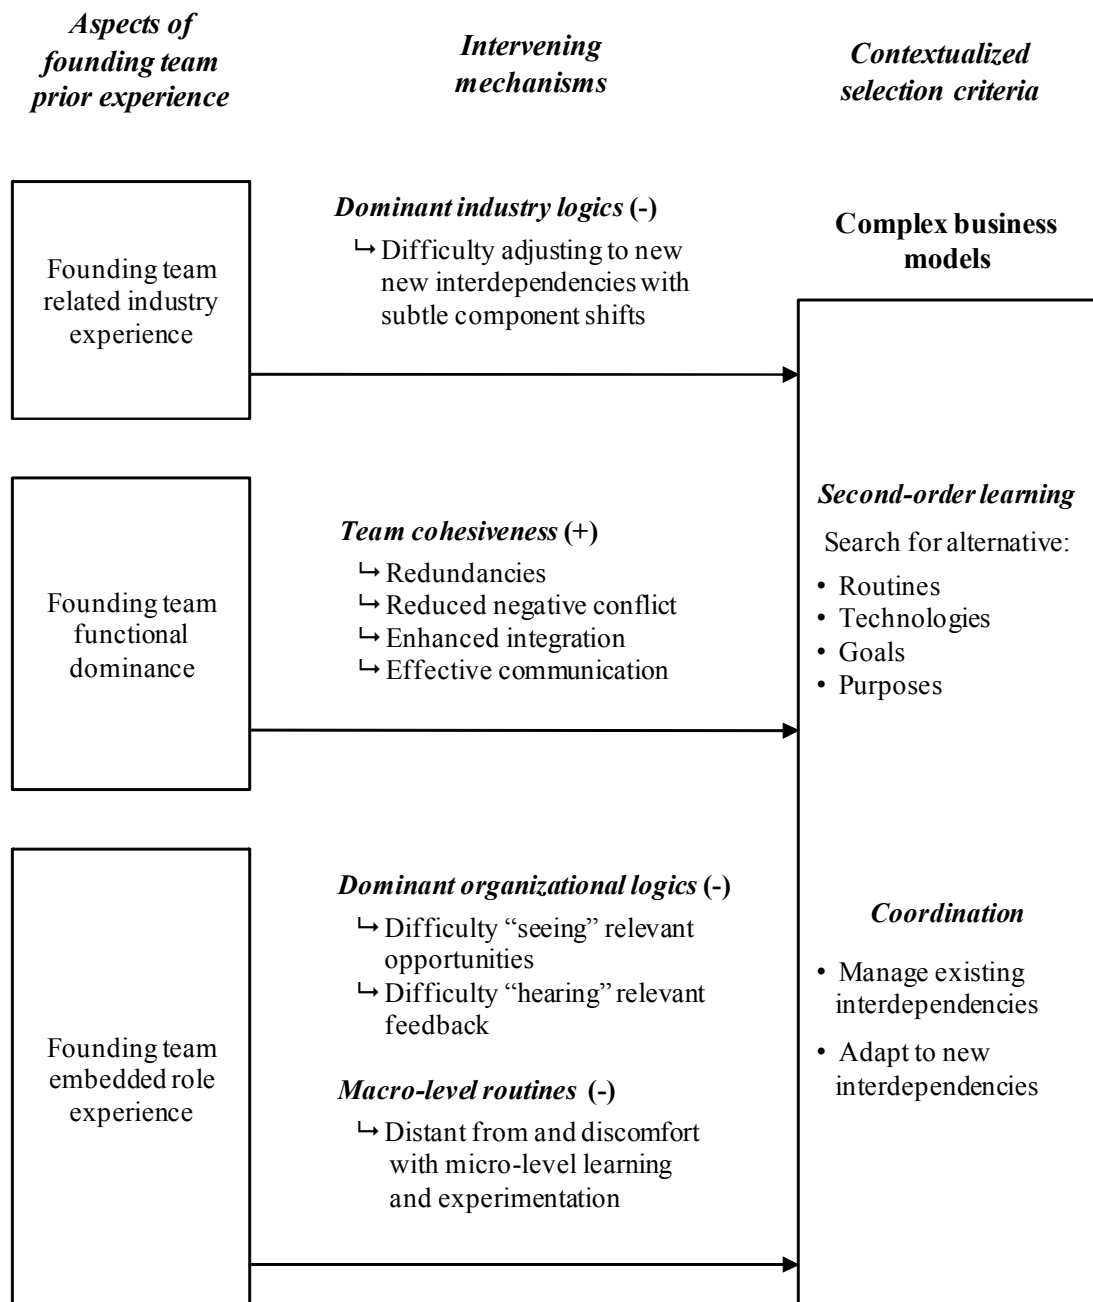 Aspects of
founding team
prior experience
Intervening
mechanisms
Contextualized
selection criteria
Founding team
related industry
experience
Dominant industry logics (-)
↳ Difficulty adjusting to new
new interdependencies with
subtle component shifts
Complex business
models
Founding team
functional
dominance
Team cohesiveness (+)
↳ Redundancies
↳ Reduced negative conflict
↳ Enhanced integration
↳ Effective communication
Second-order learning
Search for alternative:
• Routines
• Technologies
• Goals
• Purposes
Founding team
embedded role
experience
Dominant organizational logics (-)
↳ Difficulty “seeing” relevant
opportunities
↳ Difficulty “hearing” relevant
feedback
Macro-level routines (-)
↳ Distant from and discomfort
with micro-level learning
and experimentation
Coordination
• Manage existing
interdependencies
• Adapt to new
interdependencies